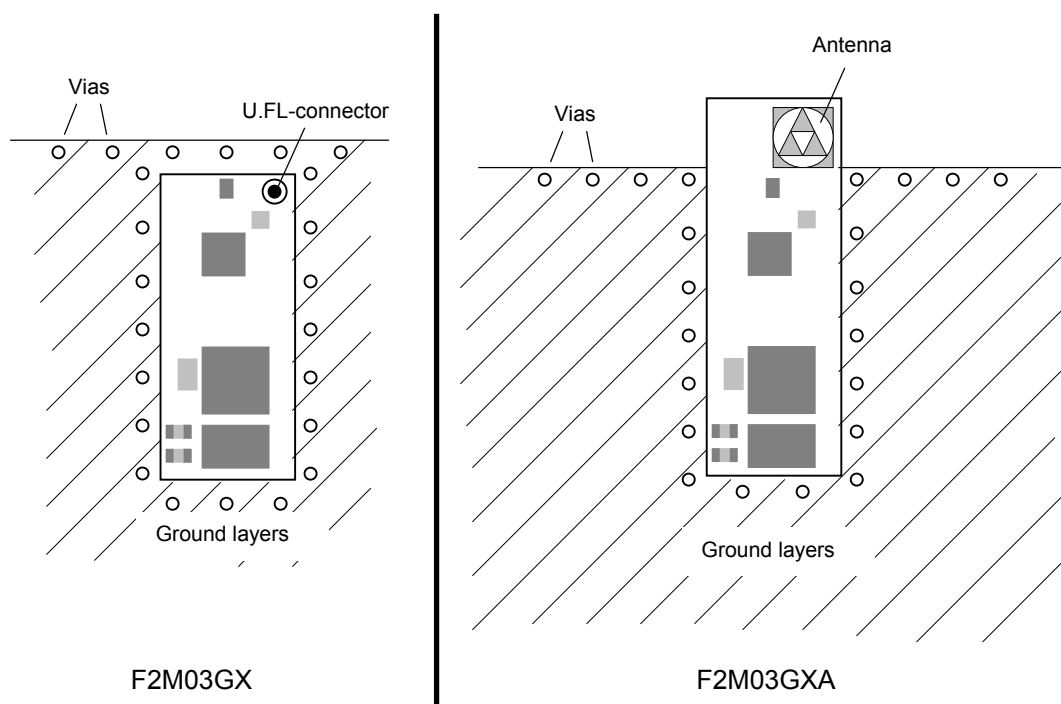 Vias
U.FL-connector
Ground layers
F2M03GX
Antenna
Vias
Ground layers
F2M03GXA